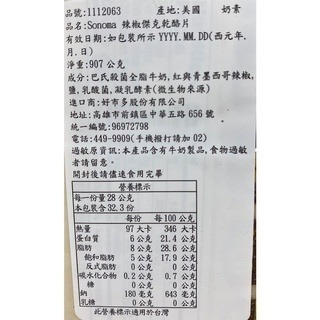 品號:1112063 產地:美國 奶素
品名:Sonoma 辣椒傑克乾酪片
有效日期:如包裝所示YYYY.MM.DD(西元年.
月.日)
淨重:907 公克
成分:巴氏殺菌全脂牛奶,紅與青墨西哥辣椒,
鹽,乳酸菌,凝乳酵素(微生物來源)
進口商:好市多股份有限公司
地址:高雄市前鎮區中華五路 656 號
統一編號:96972798
電話:449-9909(手機撥打請加 02)
過敏原資訊:本產品含有牛奶製品,食物過敏
者請留意。
開封後請儘速食用完畢
營養標示
每一份量 28 公克
本包裝含 32.3 份
每份 每 100 公克
熱量 97 大卡 346 大卡
蛋白質 6 公克 21.4 公克
脂肪 8 公克 28.6 公克
飽和脂肪 5 公克 17.9 公克
反式脂肪 0 公克 0 公克
碳水化合物 0.2 公克 0.7 公克
糖 0 公克 0 公克
鈉 180 毫克 643 毫克
乳糖 0 公克 0 公克
此營養標示適用於台灣